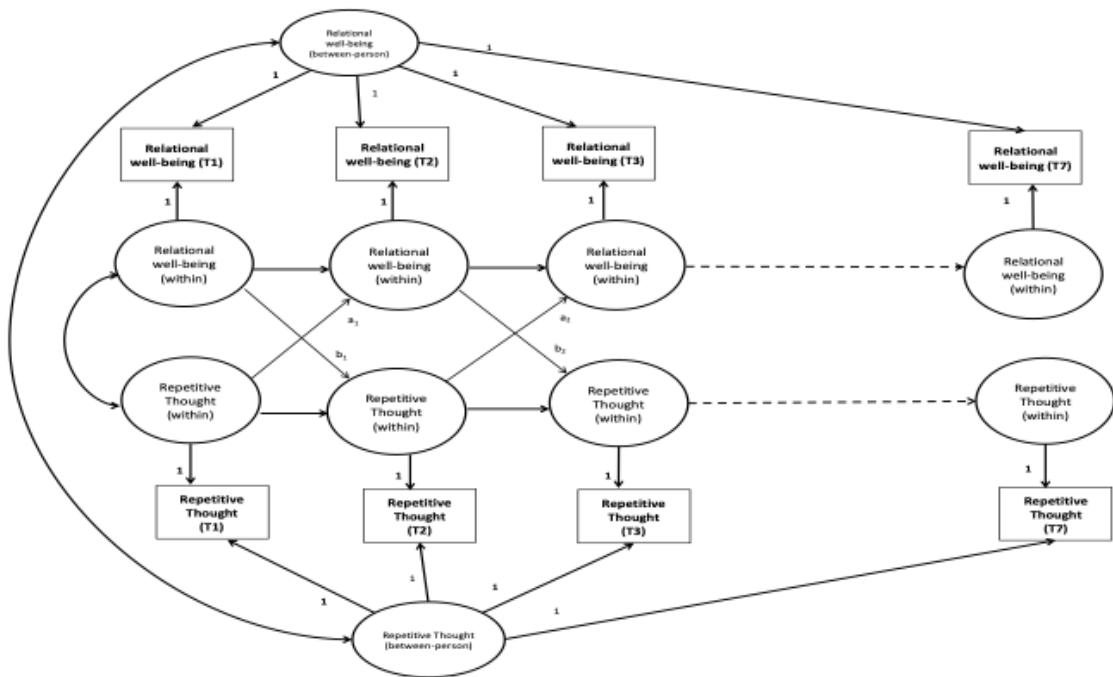 Relational
well-being
(between-person)
1
1
1
1
Relational
well-being (T1)
Relational
well-being (T2)
Relational
well-being (T3)
Relational
well-being (T7)
1
1
1
1
Relational
well-being
(within)
Relational
well-being
(within)
Relational
well-being
(within)
Relational
well-being
(within)
a₁
a₂
b₁
b₂
Repetitive
Thought
(within)
Repetitive
Thought
(within)
Repetitive
Thought
(within)
Repetitive
Thought
(within)
1
1
1
1
Repetitive
Thought
(T1)
Repetitive
Thought
(T2)
Repetitive
Thought
(T3)
Repetitive
Thought
(T7)
1
1
1
1
Repetitive Thought
(between-person)